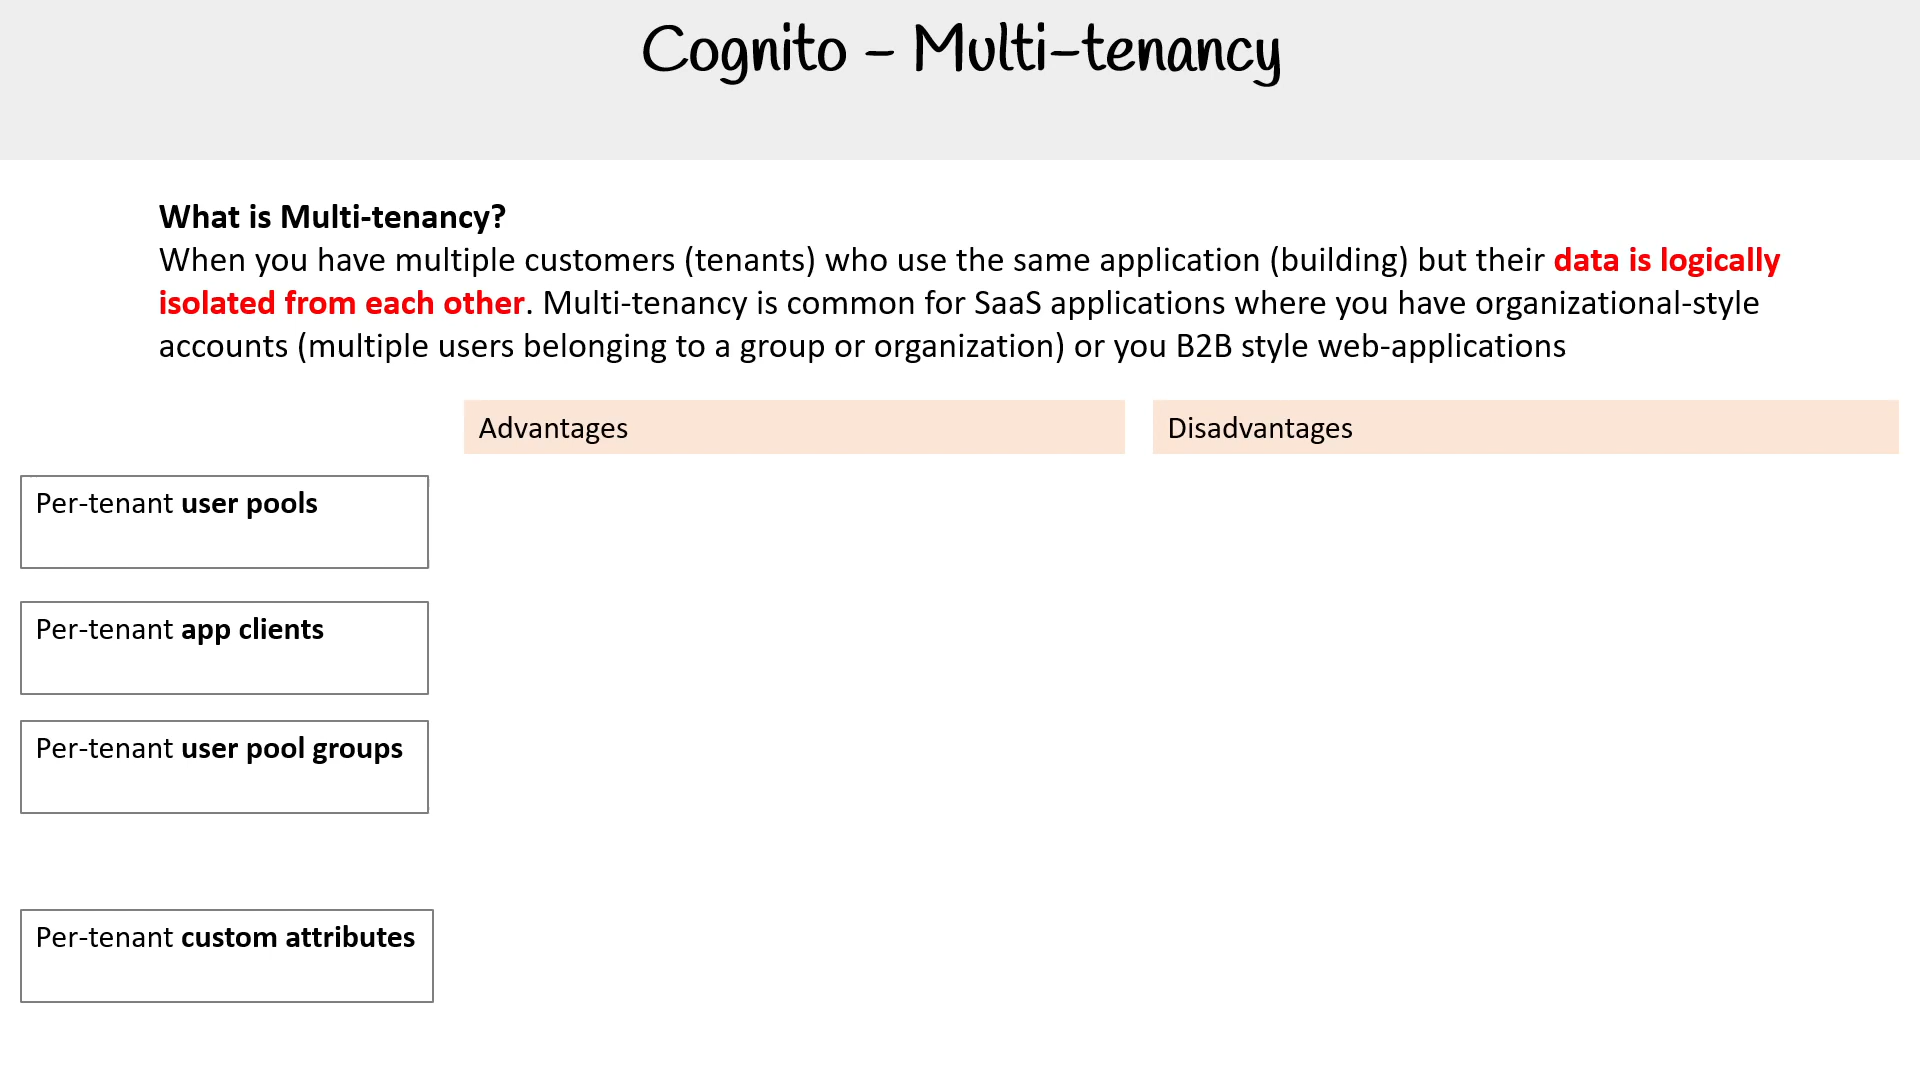 Cognito – Multi-tenancy
What is Multi-tenancy?
When you have multiple customers (tenants) who use the same application (building) but their data is logically
isolated from each other. Multi-tenancy is common for SaaS applications where you have organizational-style
accounts (multiple users belonging to a group or organization) or you B2B style web-applications
Advantages
Disadvantages
Per-tenant user pools
Per-tenant app clients
Per-tenant user pool groups
Per-tenant custom attributes